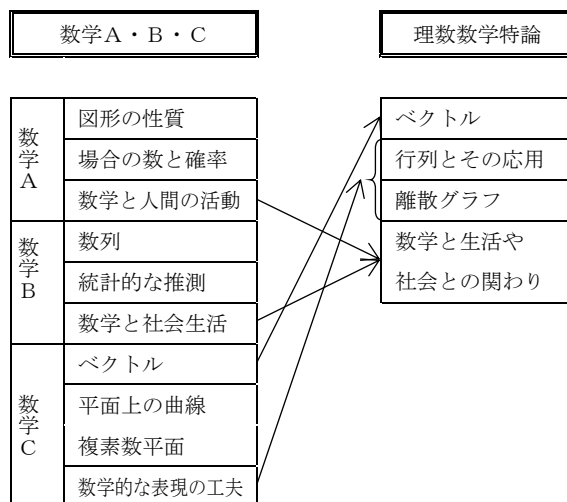 数学Ａ・Ｂ・Ｃ
理数数学特論
数学Ａ
図形の性質
場合の数と確率
数学と人間の活動
数学Ｂ
数列
統計的な推測
数学と社会生活
数学Ｃ
ベクトル
平面上の曲線
複素数平面
数学的な表現の工夫
ベクトル
行列とその応用
離散グラフ
数学と生活や
社会との関わり